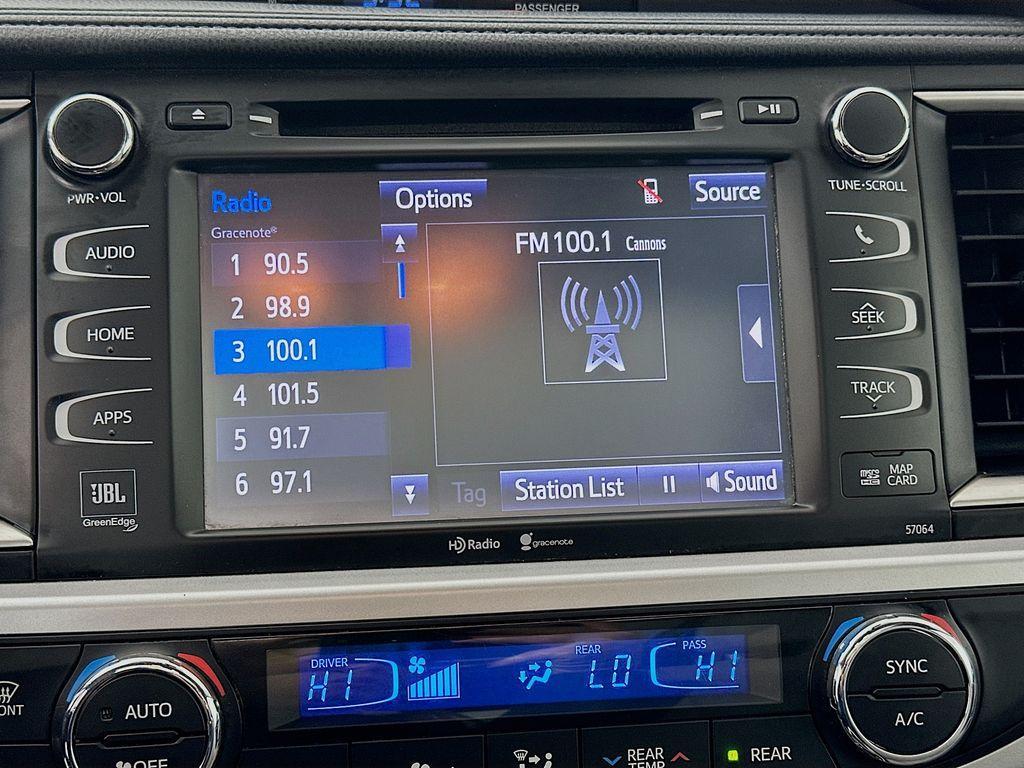 PASSENGER
PWR•VOL
AUDIO
HOME
APPS
JBL
GreenEdge
Radio
Gracenote®
1 90.5
2 98.9
3 100.1
4 101.5
5 91.7
6 97.1
Options
Source
FM 100.1 Cannons
Tag
Station List
Sound
HD Radio
gracenote
TUNE•SCROLL
SEEK
TRACK
micro SD HC
MAP CARD
57064
DRIVER
HI
REAR
LO
PASS
HI
AUTO
OFF
SYNC
A/C
REAR TEMP
REAR